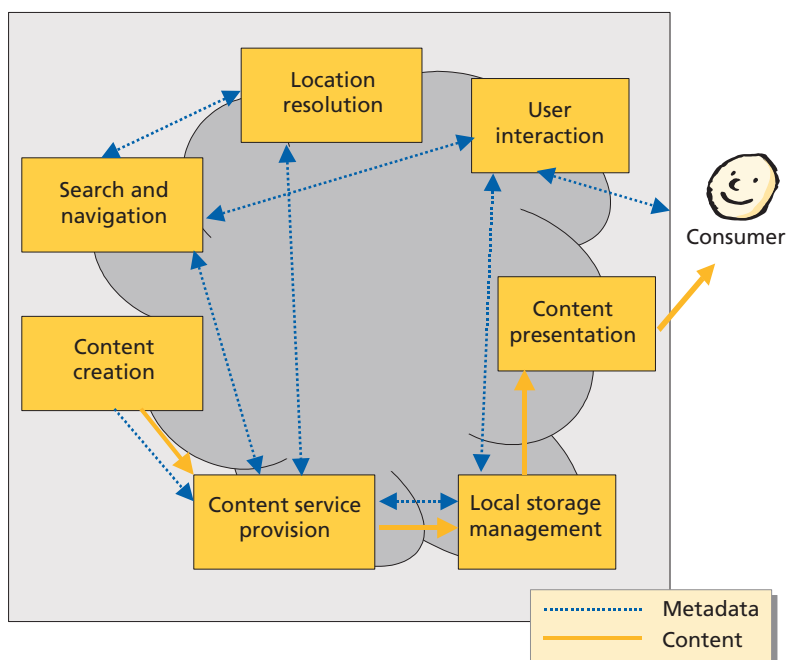 Location
resolution
User
interaction
Search and
navigation
Consumer
Content
presentation
Content
creation
Content service
provision
Local storage
management
Metadata
Content